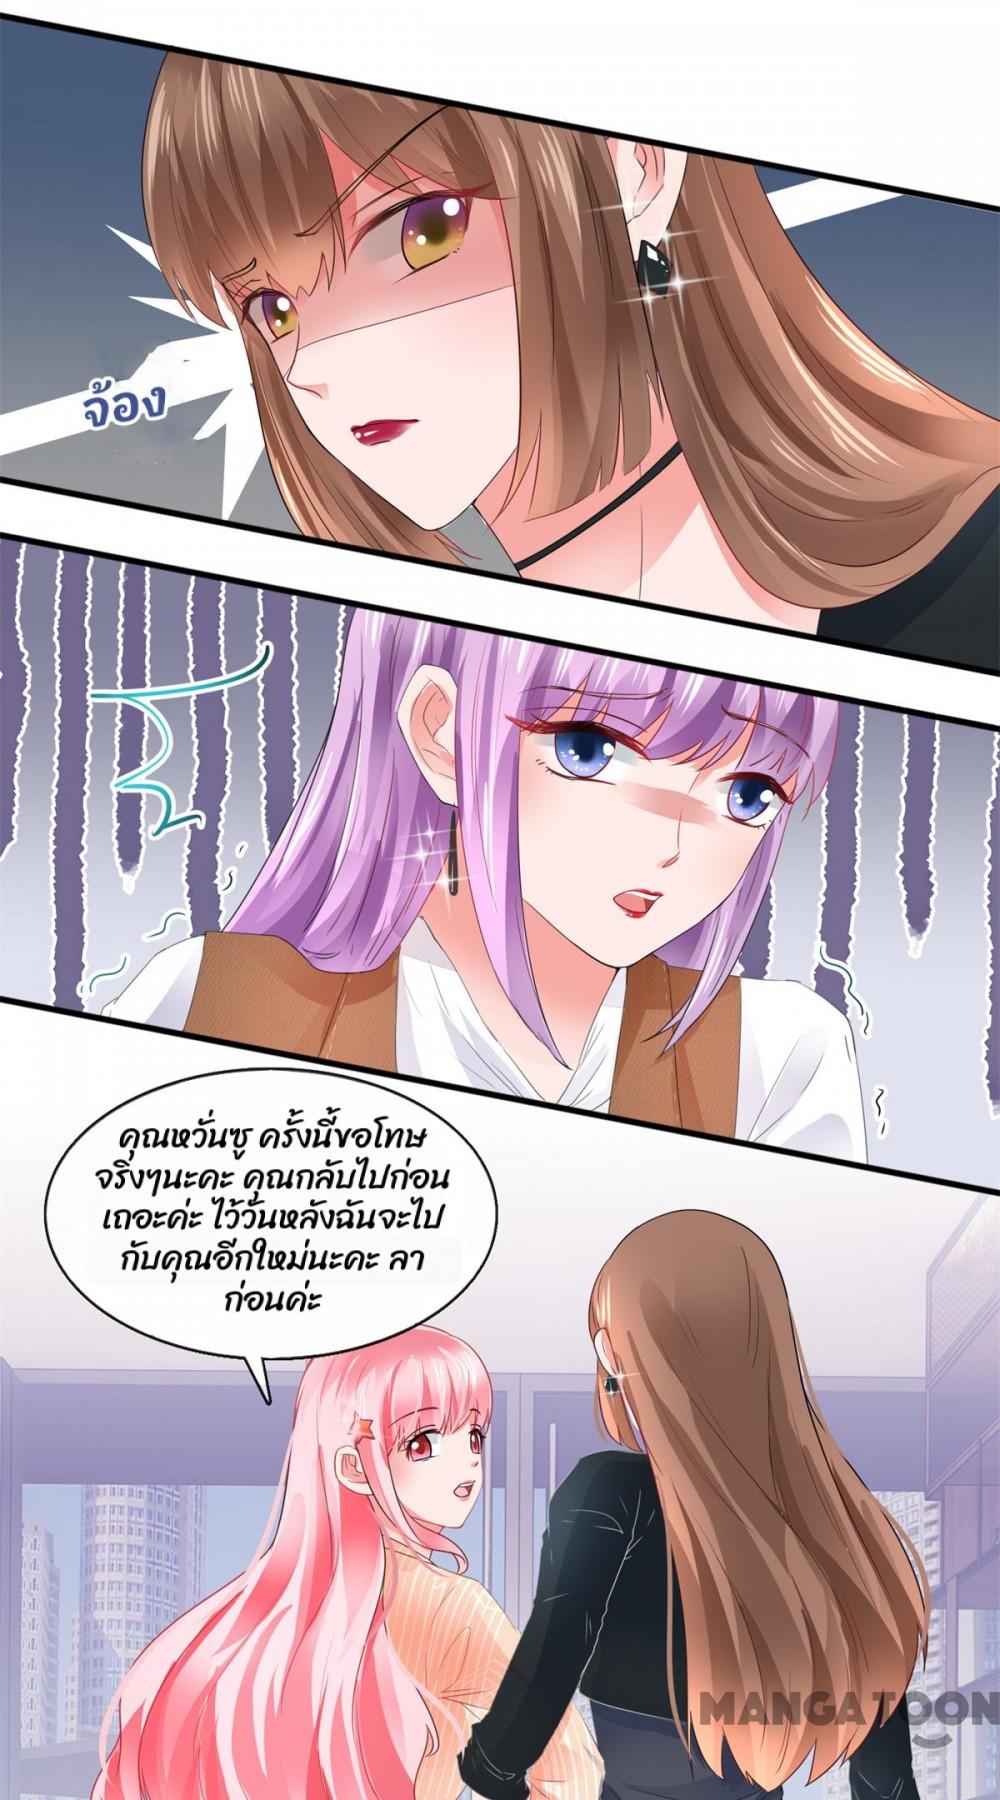 จ้อง
คุณหวั่นซู ครั้งนี้ขอโทษ
จริงๆนะคะ คุณกลับไปก่อน
เถอะค่ะ ไว้วันหลังฉันจะไป
กับคุณอีกใหม่นะคะ ลา
ก่อนค่ะ
MANGATOON